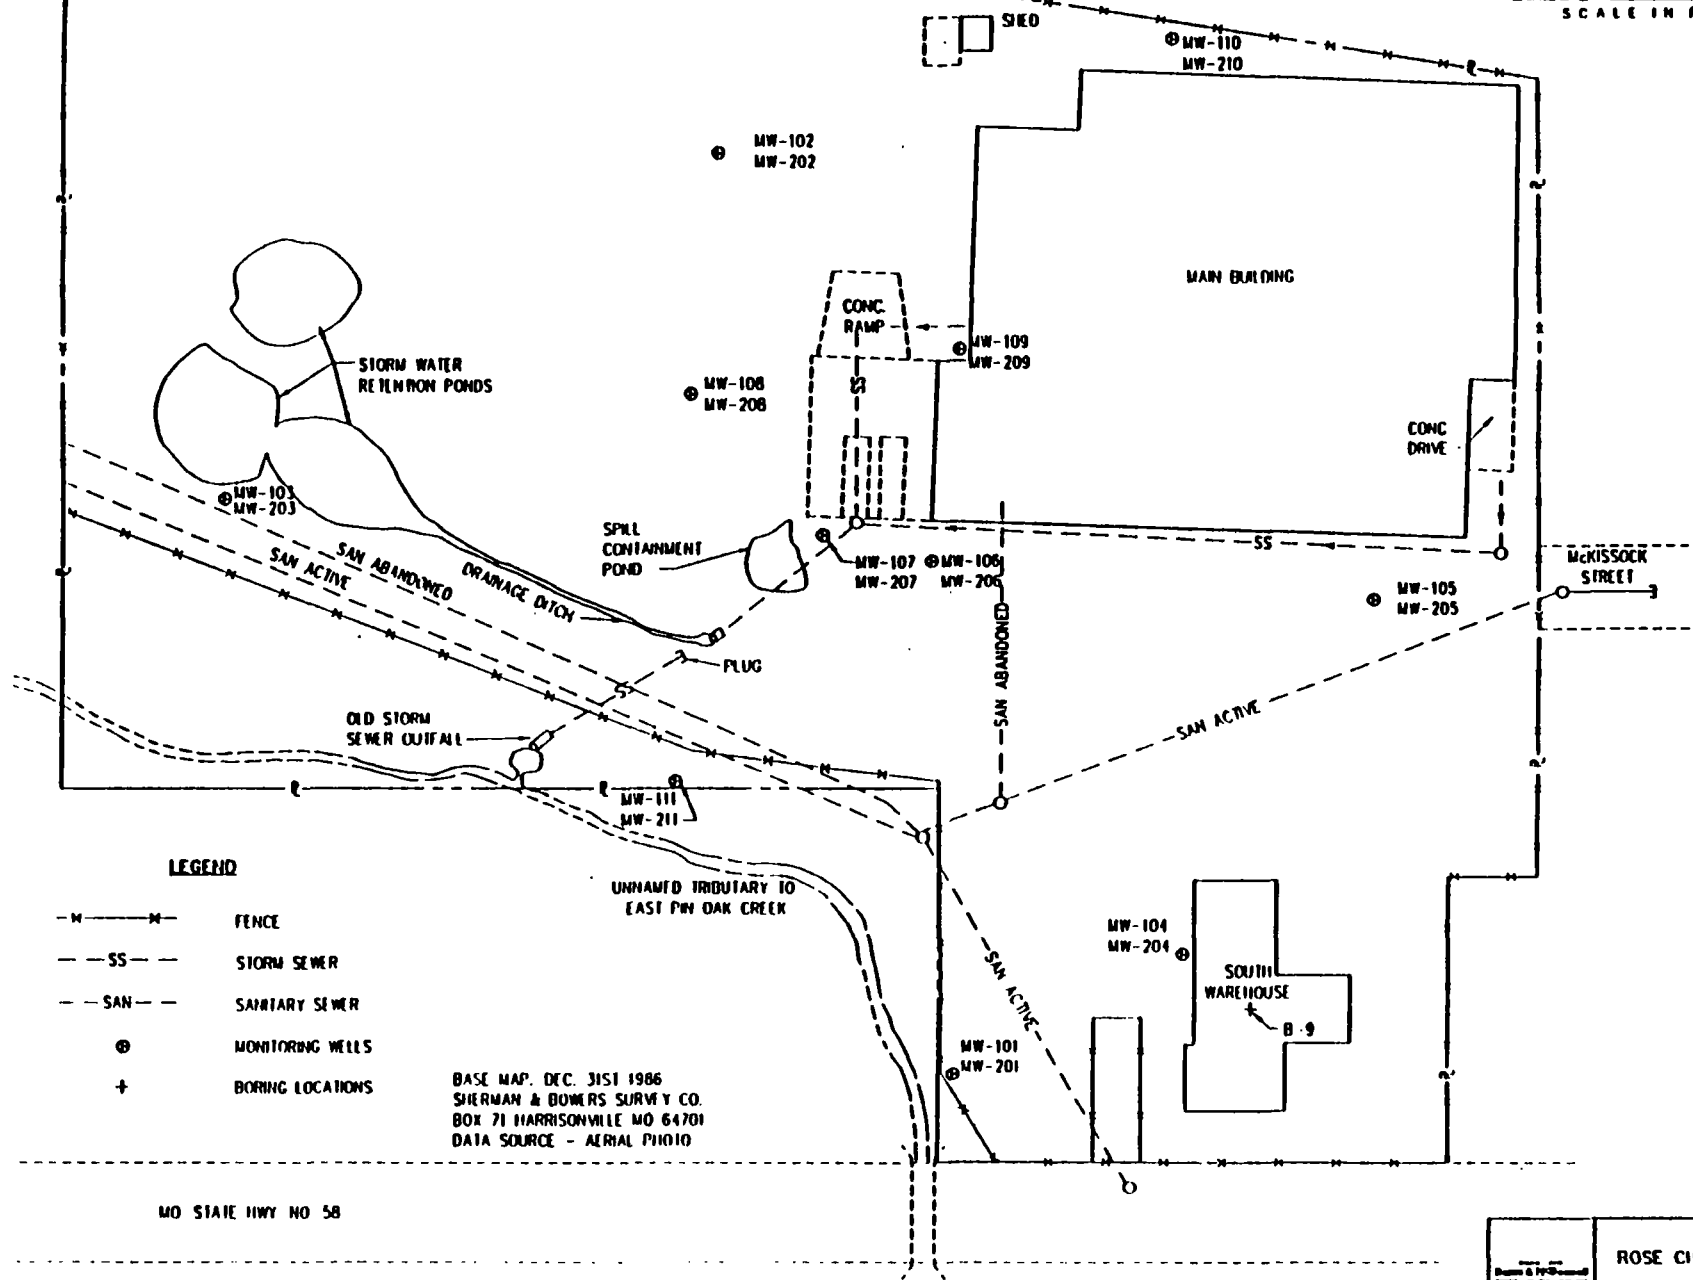 SCALE IN
SHED
MW-110
MW-210
MW-102
MW-202
MAIN BUILDING
CONC.
RAMP
MW-109
MW-209
STORM WATER
RETENTION PONDS
MW-108
MW-208
SS
CONC
DRIVE
MW-103
MW-203
SPILL
CONTAINMENT
POND
SAN ABANDONED
SAN ACTIVE
DRAINAGE DITCH
MW-107
MW-207
MW-106
MW-206
SS
McKISSOCK
STREET
MW-105
MW-205
SAN ABANDONED
PLUG
SAN ACTIVE
OLD STORM
SEWER OUTFALL
MW-111
MW-211
LEGEND
UNNAMED TRIBUTARY TO
EAST PIN OAK CREEK
FENCE
SS STORM SEWER
SAN SANITARY SEWER
MONITORING WELLS
BORING LOCATIONS
MW-104
MW-204
SOUTH
WAREHOUSE
B-9
SAN ACTIVE
MW-101
MW-201
BASE MAP. DEC. 31ST 1986
SHERMAN & BOWERS SURVEY CO.
BOX 71 HARRISONVILLE MO 64701
DATA SOURCE - AERIAL PHOTO
MO STATE HWY NO 58
ROSE